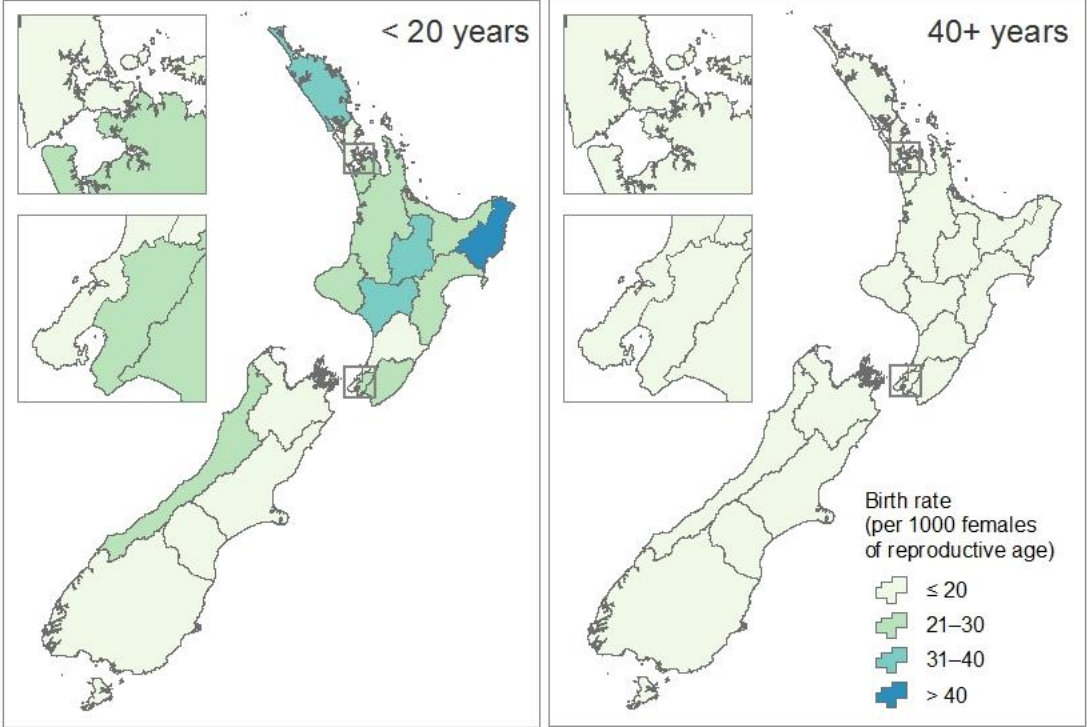 < 20 years
40+ years
Birth rate
(per 1000 females
of reproductive age)
≤ 20
21–30
31–40
> 40